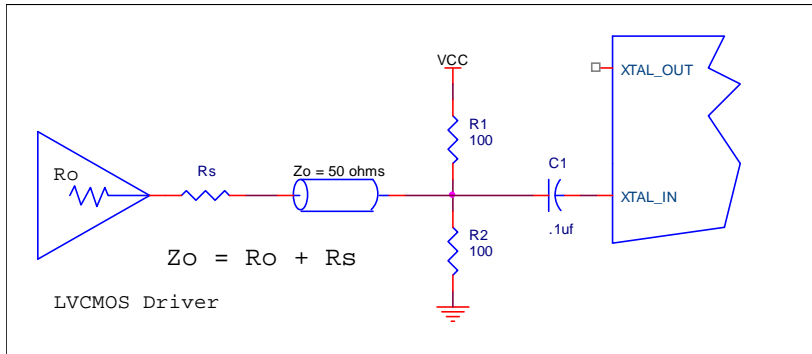 VCC
XTAL_OUT
R1
100
Ro
Rs
Zo = 50 ohms
C1
XTAL_IN
.1uf
R2
100
Zo = Ro + Rs
LVCMOS Driver